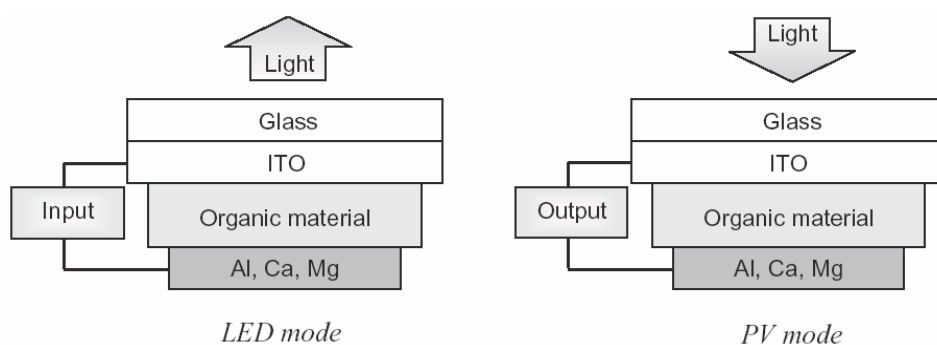 Light
Glass
ITO
Input
Organic material
Al, Ca, Mg
LED mode
Light
Glass
ITO
Output
Organic material
Al, Ca, Mg
PV mode